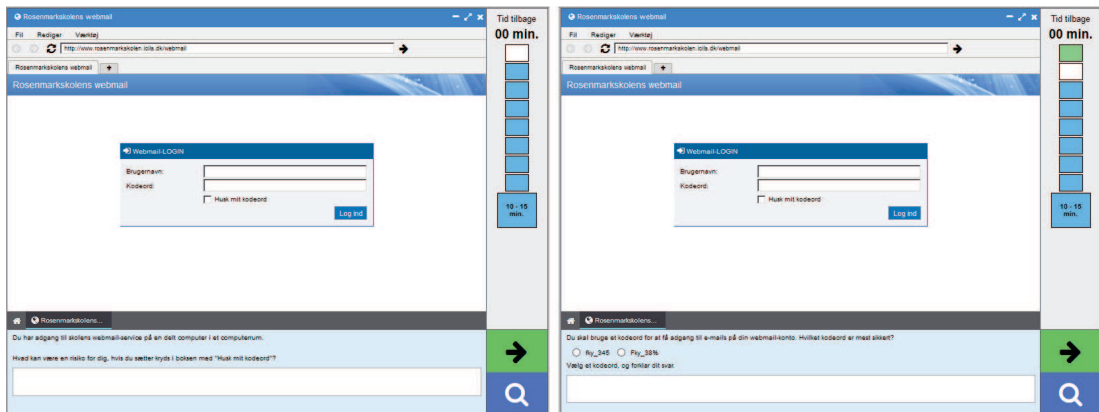 Rosenmarkskolens webmail
Tid tilbage
00 min.
Fil Rediger Værktøj
http://www.rosenmarkskolen.icils.dk/webmail
Rosenmarkskolens webmail
Rosenmarkskolens webmail
Webmail-LOGIN
Brugernavn:
Kodeord:
Husk mit kodeord
Log ind
10 - 15
min.
Rosenmarkskolens...
Du har adgang til skolens webmail-service på en delt computer i et computerrum.
Hvad kan være en risiko for dig, hvis du sætter kryds i boksen med "Husk mit kodeord"?
Rosenmarkskolens webmail
Tid tilbage
00 min.
Fil Rediger Værktøj
http://www.rosenmarkskolen.icils.dk/webmail
Rosenmarkskolens webmail
Rosenmarkskolens webmail
Webmail-LOGIN
Brugernavn:
Kodeord:
Husk mit kodeord
Log ind
10 - 15
min.
Rosenmarkskolens...
Du skal bruge et kodeord for at få adgang til e-mails på din webmail-konto. Hvilket kodeord er mest sikkert?
fky_345 Fky_38%
Vælg et kodeord, og forklar dit svar.